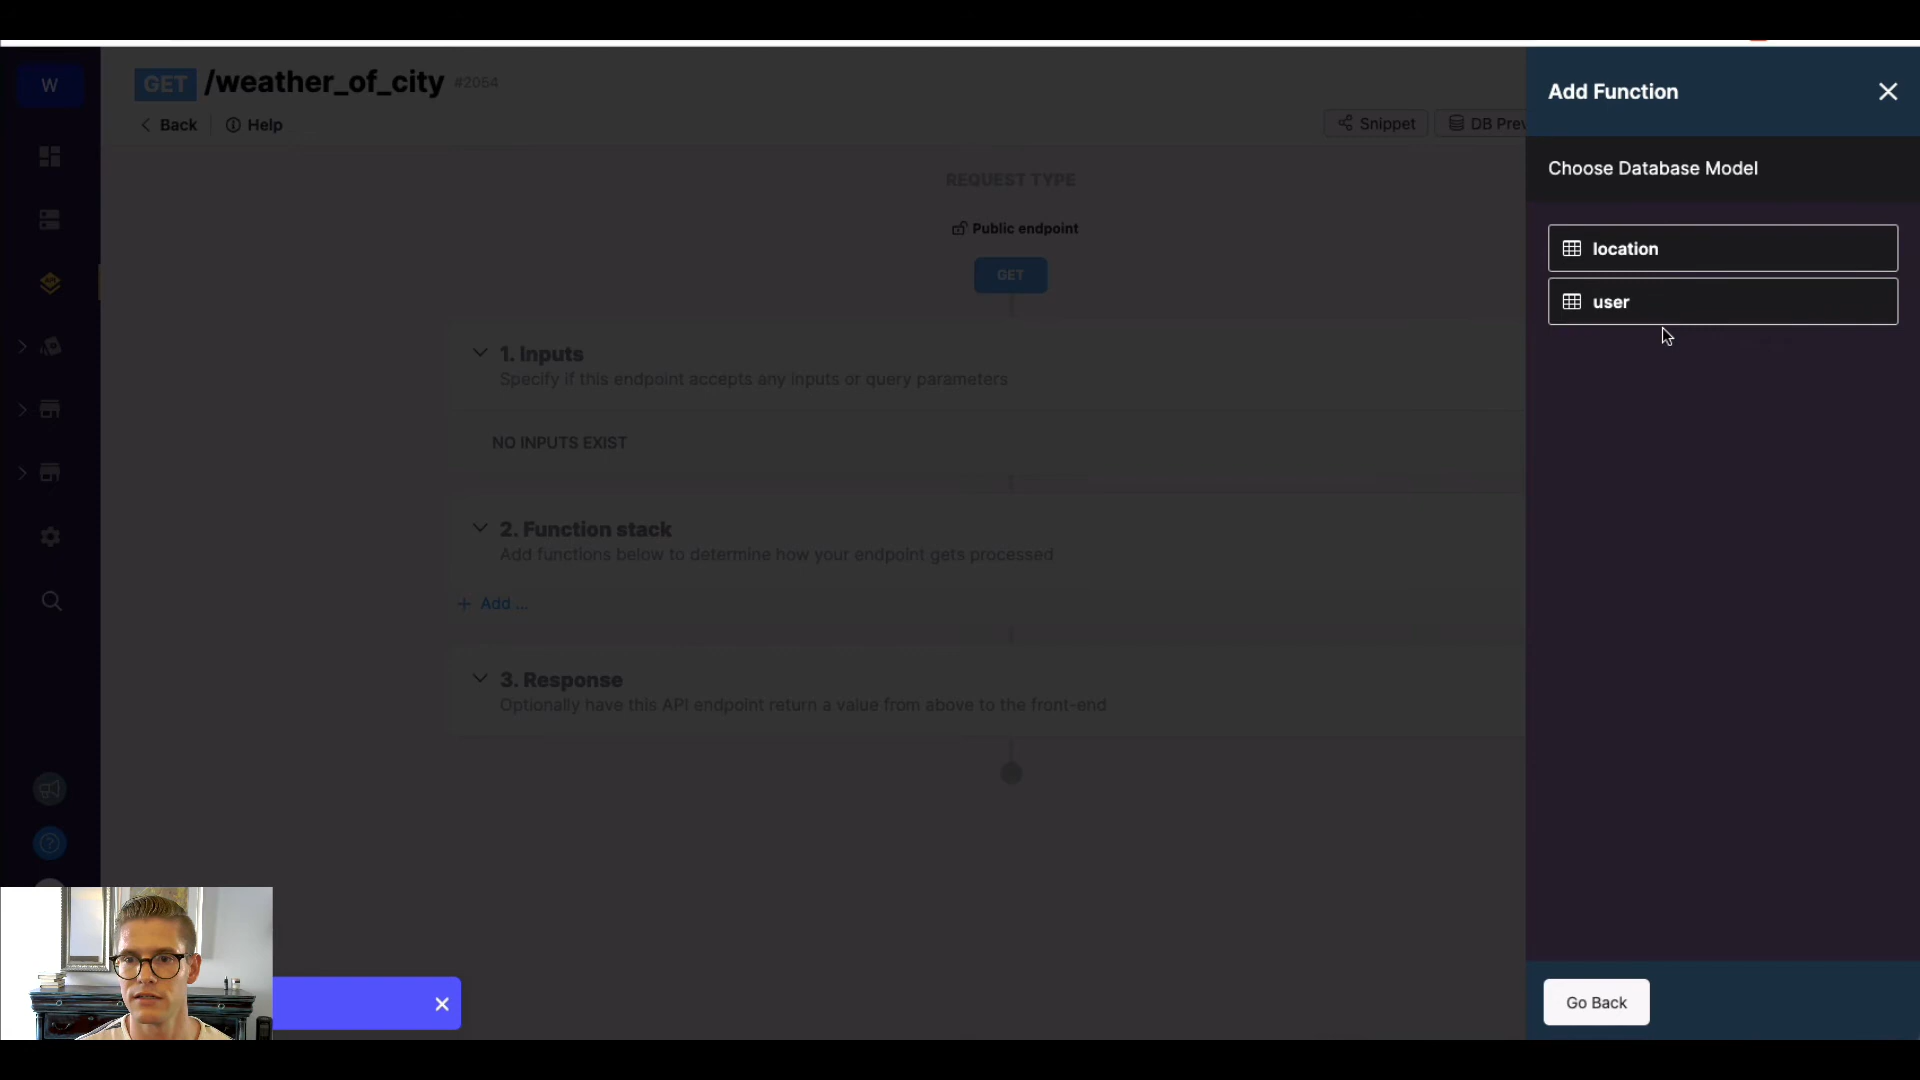 W
GET /weather_of_city #2054
Back
Help
Snippet
DB Prev
REQUEST TYPE
Public endpoint
GET
1. Inputs
Specify if this endpoint accepts any inputs or query parameters
NO INPUTS EXIST
2. Function stack
Add functions below to determine how your endpoint gets processed
+ Add ...
3. Response
Optionally have this API endpoint return a value from above to the front-end
Add Function
Choose Database Model
location
user
Go Back